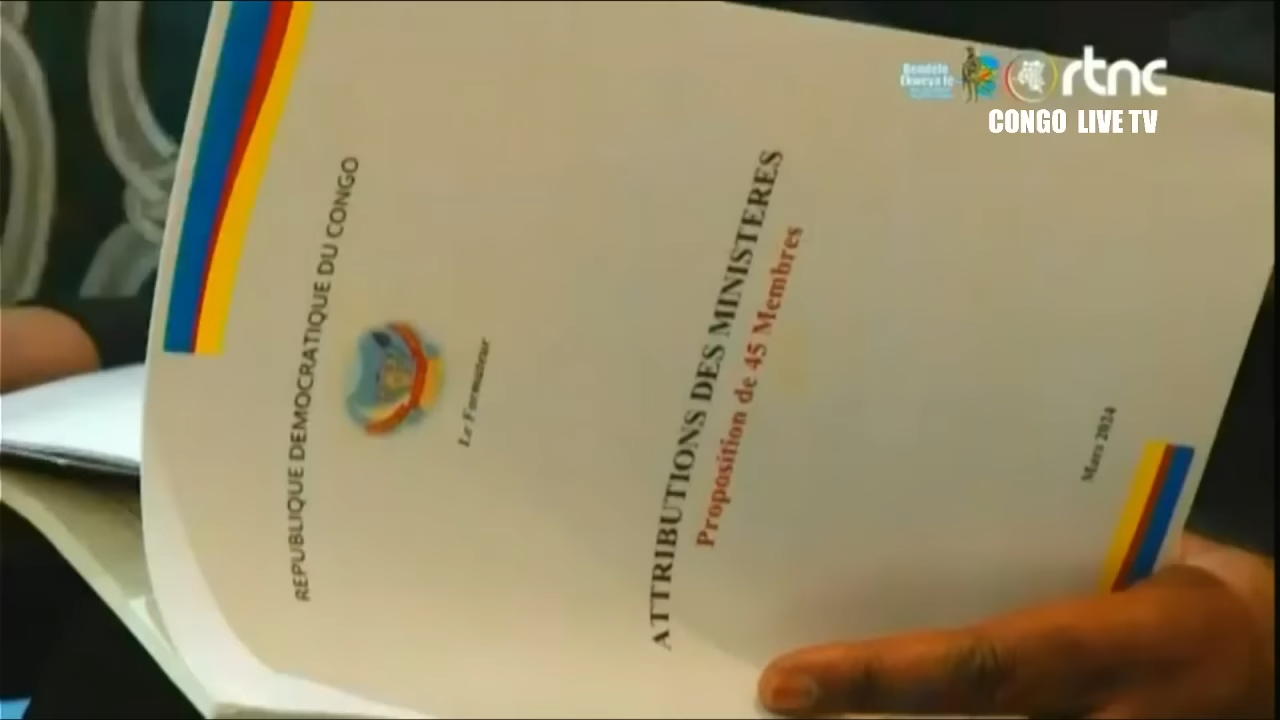 REPUBLIQUE DEMOCRATIQUE DU CONGO
Le Formateur
ATTRIBUTIONS DES MINISTERES
Proposition de 45 Membres
Mars 2024
rtnc
CONGO LIVE TV